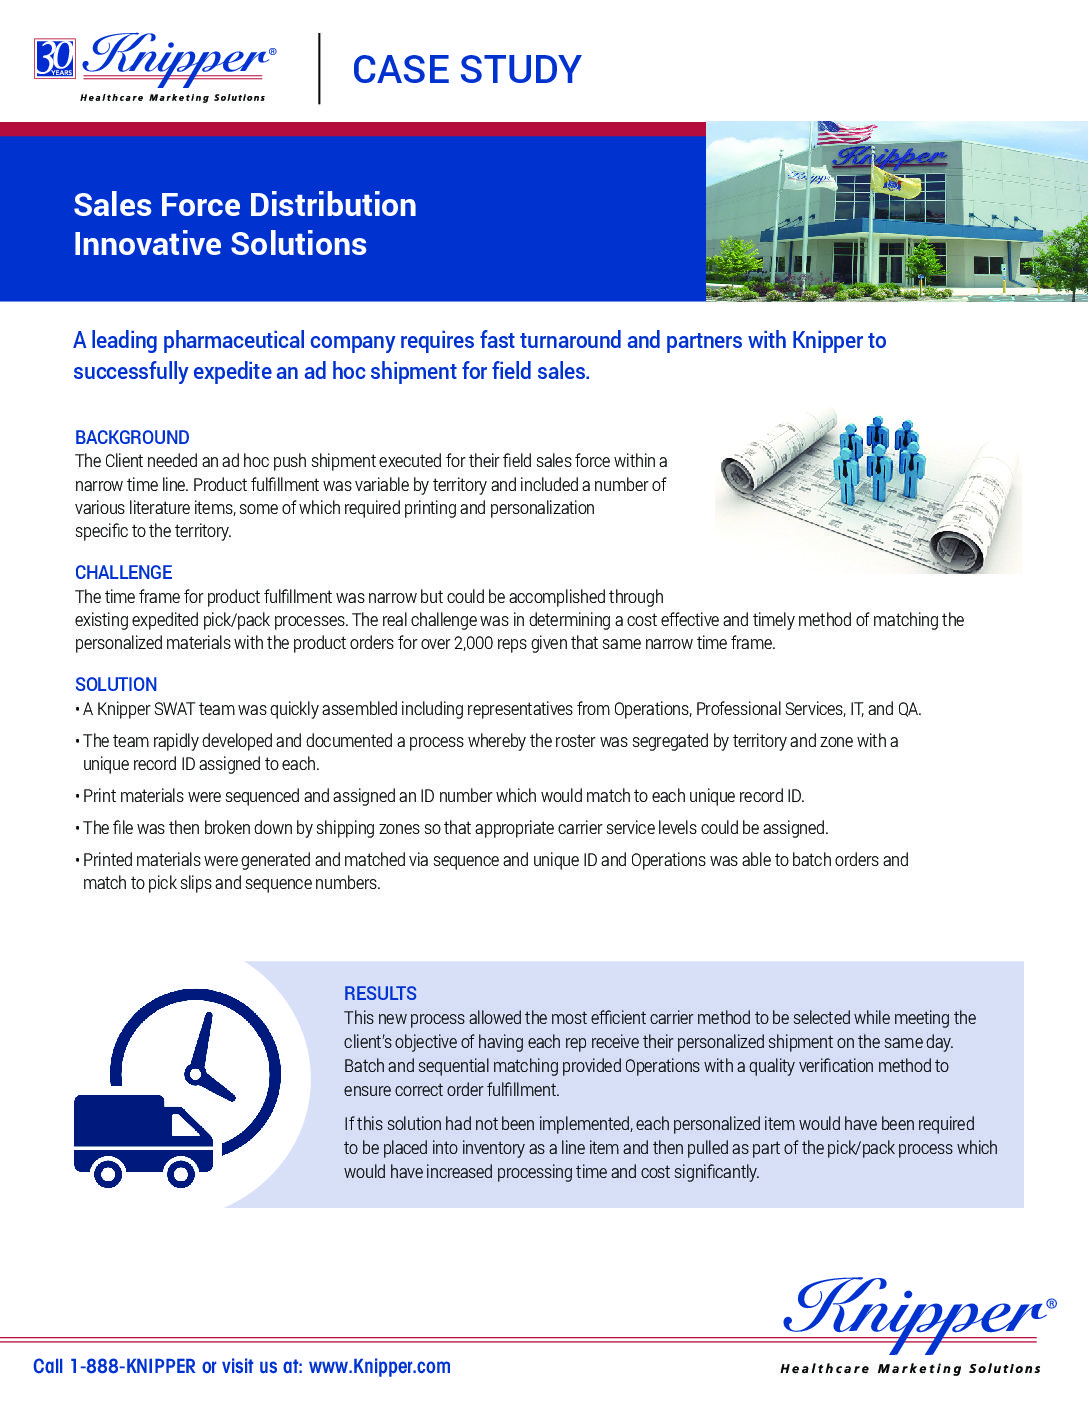 30
YEARS
Knipper®
Healthcare Marketing Solutions
CASE STUDY
Knipper
Knipper
Sales Force Distribution
Innovative Solutions
A leading pharmaceutical company requires fast turnaround and partners with Knipper to
successfully expedite an ad hoc shipment for field sales.
BACKGROUND
The Client needed an ad hoc push shipment executed for their field sales force within a
narrow time line. Product fulfillment was variable by territory and included a number of
various literature items, some of which required printing and personalization
specific to the territory.
CHALLENGE
The time frame for product fulfillment was narrow but could be accomplished through
existing expedited pick/pack processes. The real challenge was in determining a cost effective and timely method of matching the
personalized materials with the product orders for over 2,000 reps given that same narrow time frame.
SOLUTION
• A Knipper SWAT team was quickly assembled including representatives from Operations, Professional Services, IT, and QA.
• The team rapidly developed and documented a process whereby the roster was segregated by territory and zone with a
unique record ID assigned to each.
• Print materials were sequenced and assigned an ID number which would match to each unique record ID.
• The file was then broken down by shipping zones so that appropriate carrier service levels could be assigned.
• Printed materials were generated and matched via sequence and unique ID and Operations was able to batch orders and
match to pick slips and sequence numbers.
RESULTS
This new process allowed the most efficient carrier method to be selected while meeting the
client's objective of having each rep receive their personalized shipment on the same day.
Batch and sequential matching provided Operations with a quality verification method to
ensure correct order fulfillment.
If this solution had not been implemented, each personalized item would have been required
to be placed into inventory as a line item and then pulled as part of the pick/pack process which
would have increased processing time and cost significantly.
Knipper®
Healthcare Marketing Solutions
Call 1-888-KNIPPER or visit us at: www.Knipper.com